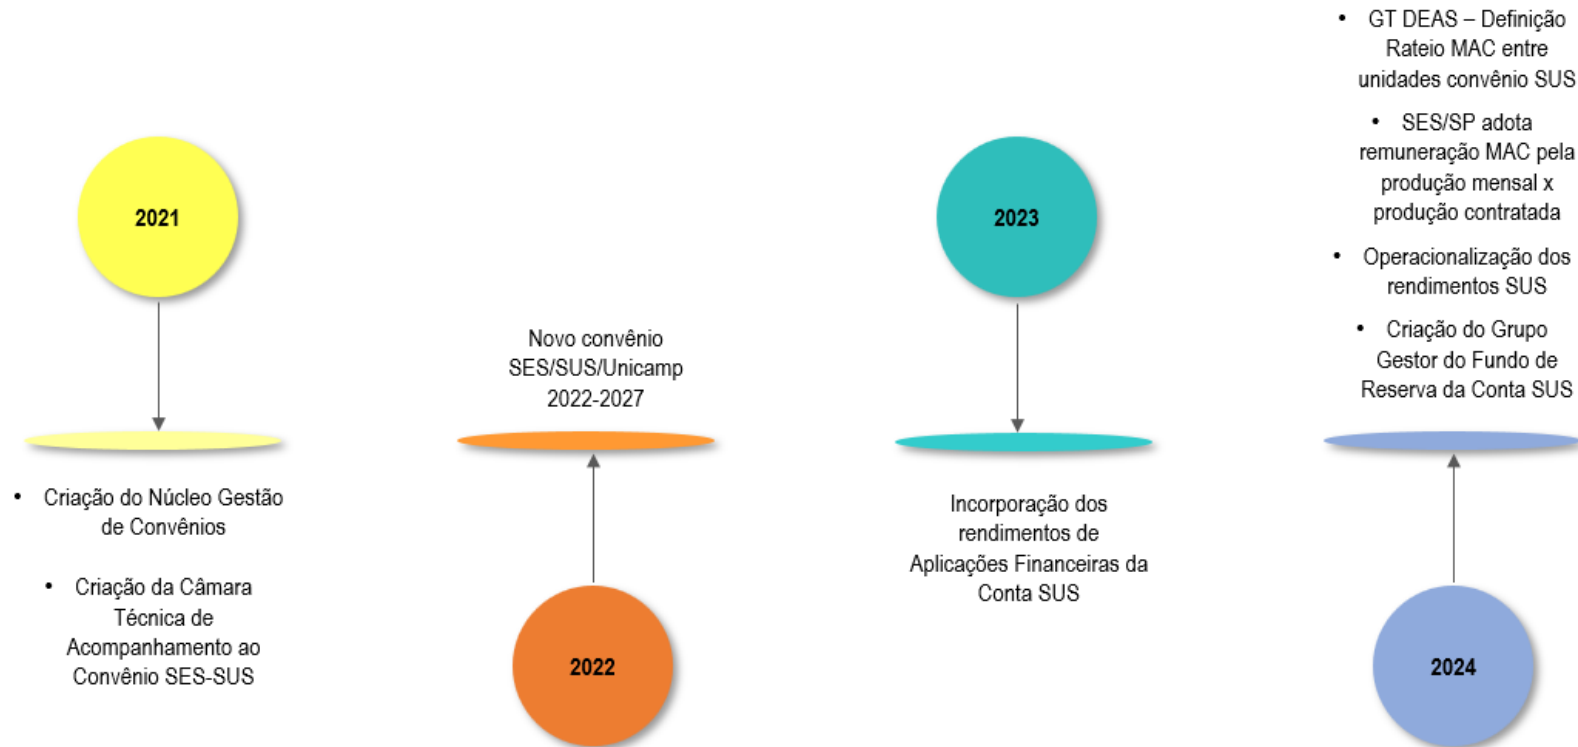 2021
• Criação do Núcleo Gestão
de Convênios
• Criação da Câmara
Técnica de
Acompanhamento ao
Convênio SES-SUS
Novo convênio
SES/SUS/Unicamp
2022-2027
2022
2023
Incorporação dos
rendimentos de
Aplicações Financeiras da
Conta SUS
• GT DEAS – Definição
Rateio MAC entre
unidades convênio SUS
• SES/SP adota
remuneração MAC pela
produção mensal x
produção contratada
• Operacionalização dos
rendimentos SUS
• Criação do Grupo
Gestor do Fundo de
Reserva da Conta SUS
2024